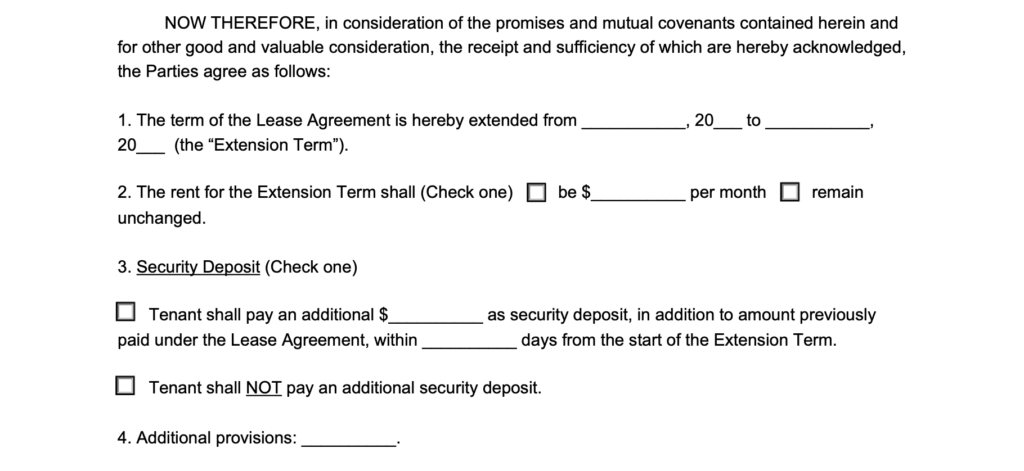 NOW THEREFORE, in consideration of the promises and mutual covenants contained herein and
for other good and valuable consideration, the receipt and sufficiency of which are hereby acknowledged,
the Parties agree as follows:
1. The term of the Lease Agreement is hereby extended from ___________, 20___ to ___________,
20___ (the “Extension Term”).
2. The rent for the Extension Term shall (Check one) ☐ be $__________ per month ☐ remain
unchanged.
3. Security Deposit (Check one)
☐ Tenant shall pay an additional $__________ as security deposit, in addition to amount previously
paid under the Lease Agreement, within __________ days from the start of the Extension Term.
☐ Tenant shall NOT pay an additional security deposit.
4. Additional provisions: __________.